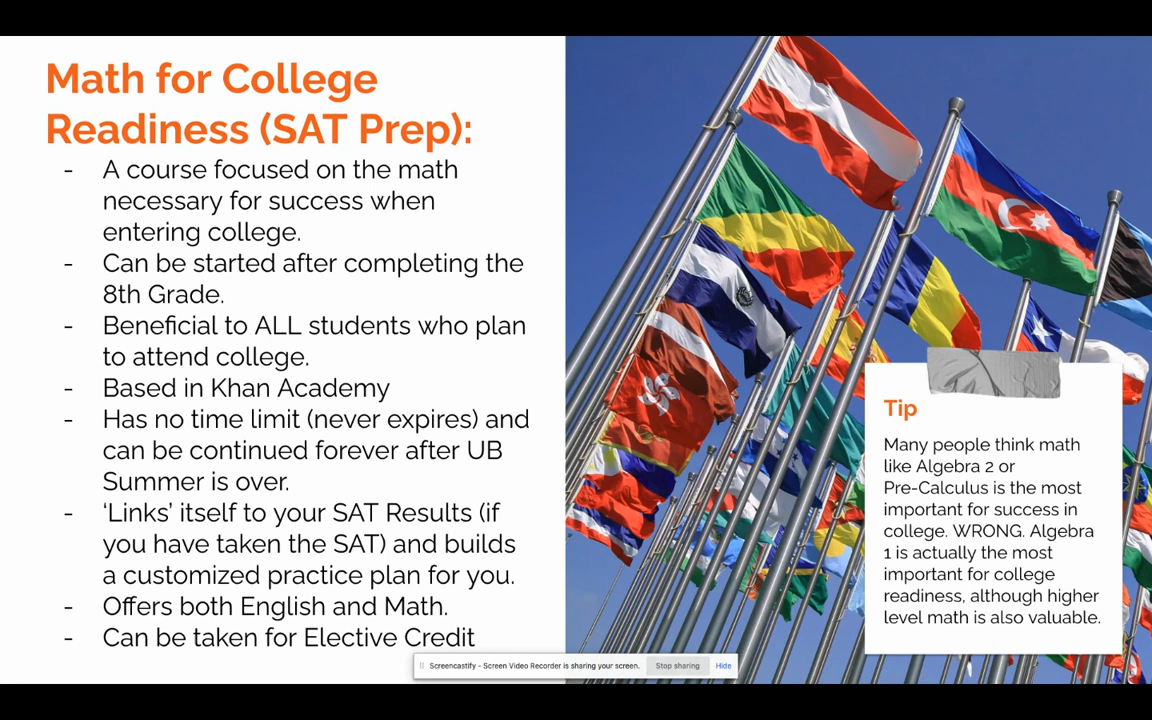 Math for College
Readiness (SAT Prep):
- A course focused on the math
necessary for success when
entering college.
- Can be started after completing the
8th Grade.
- Beneficial to ALL students who plan
to attend college.
- Based in Khan Academy
- Has no time limit (never expires) and
can be continued forever after UB
Summer is over.
- ‘Links’ itself to your SAT Results (if
you have taken the SAT) and builds
a customized practice plan for you.
- Offers both English and Math.
- Can be taken for Elective Credit
Tip
Many people think math
like Algebra 2 or
Pre-Calculus is the most
important for success in
college. WRONG. Algebra
1 is actually the most
important for college
readiness, although higher
level math is also valuable.
Screencastify - Screen Video Recorder is sharing your screen.
Stop sharing
Hide